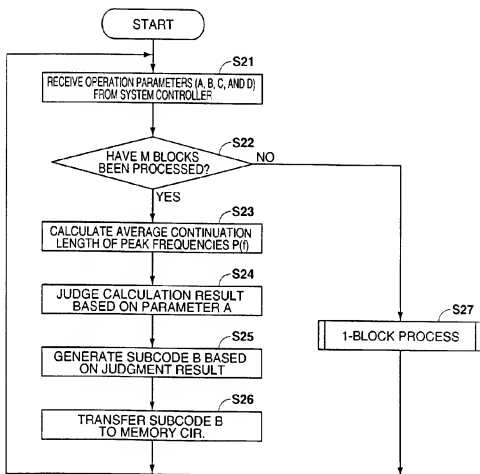 START
S21
RECEIVE OPERATION PARAMETERS (A, B, C, AND D)
FROM SYSTEM CONTROLLER
S22
HAVE M BLOCKS
BEEN PROCESSED?
NO
YES
S23
CALCULATE AVERAGE CONTINUATION
LENGTH OF PEAK FREQUENCIES P(f)
S24
JUDGE CALCULATION RESULT
BASED ON PARAMETER A
S27
1-BLOCK PROCESS
S25
GENERATE SUBCODE B BASED
ON JUDGMENT RESULT
S26
TRANSFER SUBCODE B
TO MEMORY CIR.